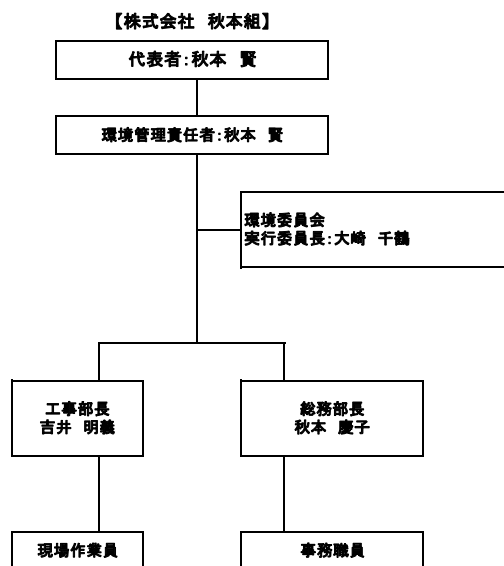 【株式会社　秋本組】
代表者：秋本　賢
環境管理責任者：秋本　賢
環境委員会
実行委員長：大崎　千鶴
工事部長
吉井　明義
総務部長
秋本　慶子
現場作業員
事務職員